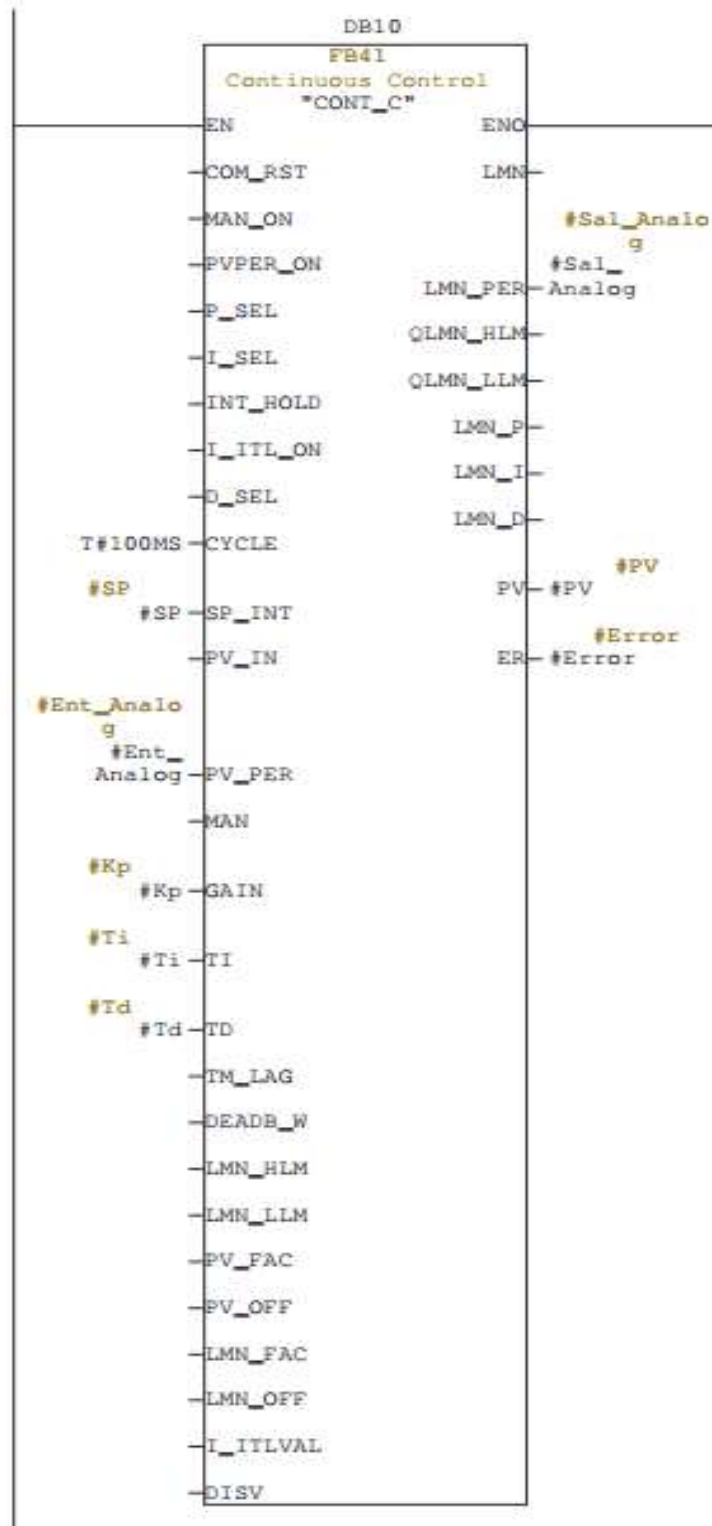 DB10
FB41
Continuous Control
"CONT_C"
EN ENO
COM_RST LMN
MAN_ON #Sal_Analo
g
PVPER_ON #Sal_
LMN_PER Analog
P_SEL
QLMN_HLM
I_SEL
QLMN_LLM
INT_HOLD
LMN_P
I_ITL_ON
LMN_I
D_SEL
LMN_D
T#100MS CYCLE
#SP #PV
PV #PV
#SP SP_INT
#Error
PV_IN ER #Error
#Ent_Analo
g
#Ent_
Analog PV_PER
MAN
#Kp
#Kp GAIN
#Ti
#Ti TI
#Td
#Td TD
TM_LAG
DEADB_W
LMN_HLM
LMN_LLM
PV_FAC
PV_OFF
LMN_FAC
LMN_OFF
I_ITLVAL
DISV